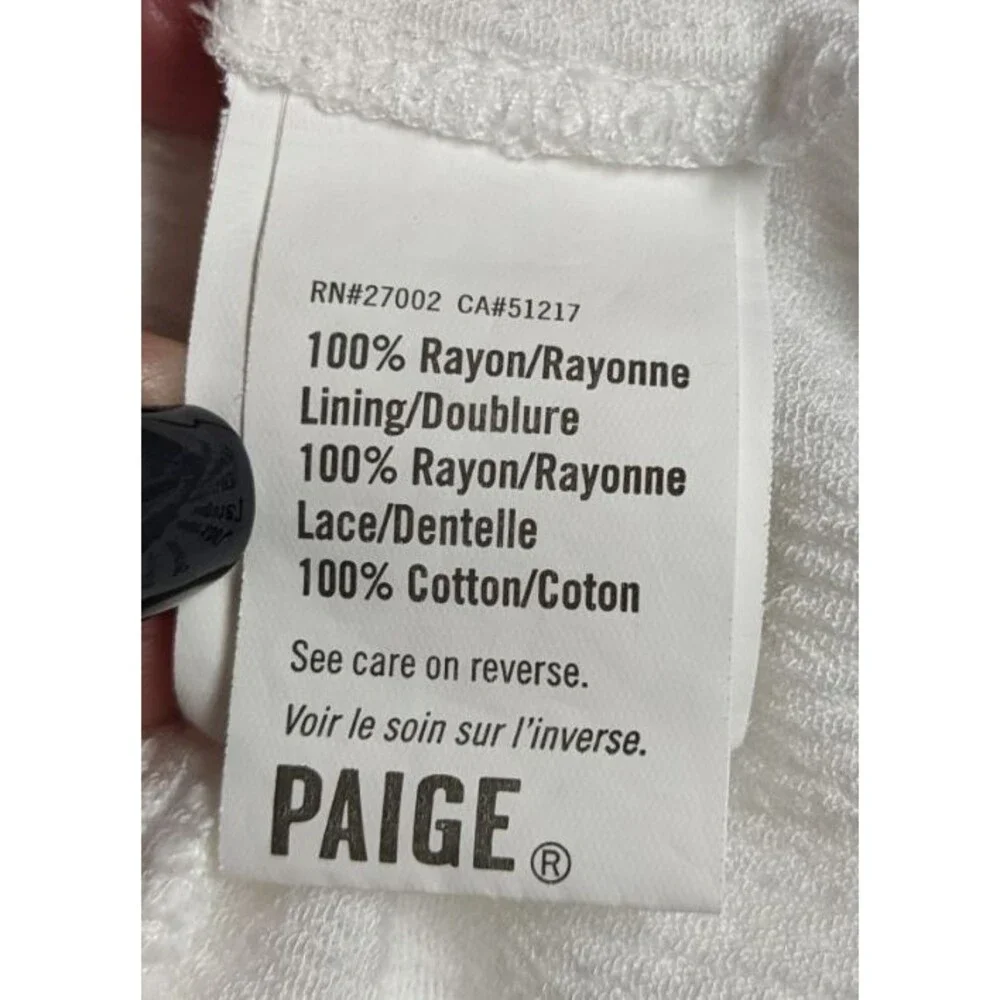 RN#27002 CA#51217
100% Rayon/Rayonne
Lining/Doublure
100% Rayon/Rayonne
Lace/Dentelle
100% Cotton/Coton
See care on reverse.
Voir le soin sur l'inverse.
PAIGE®